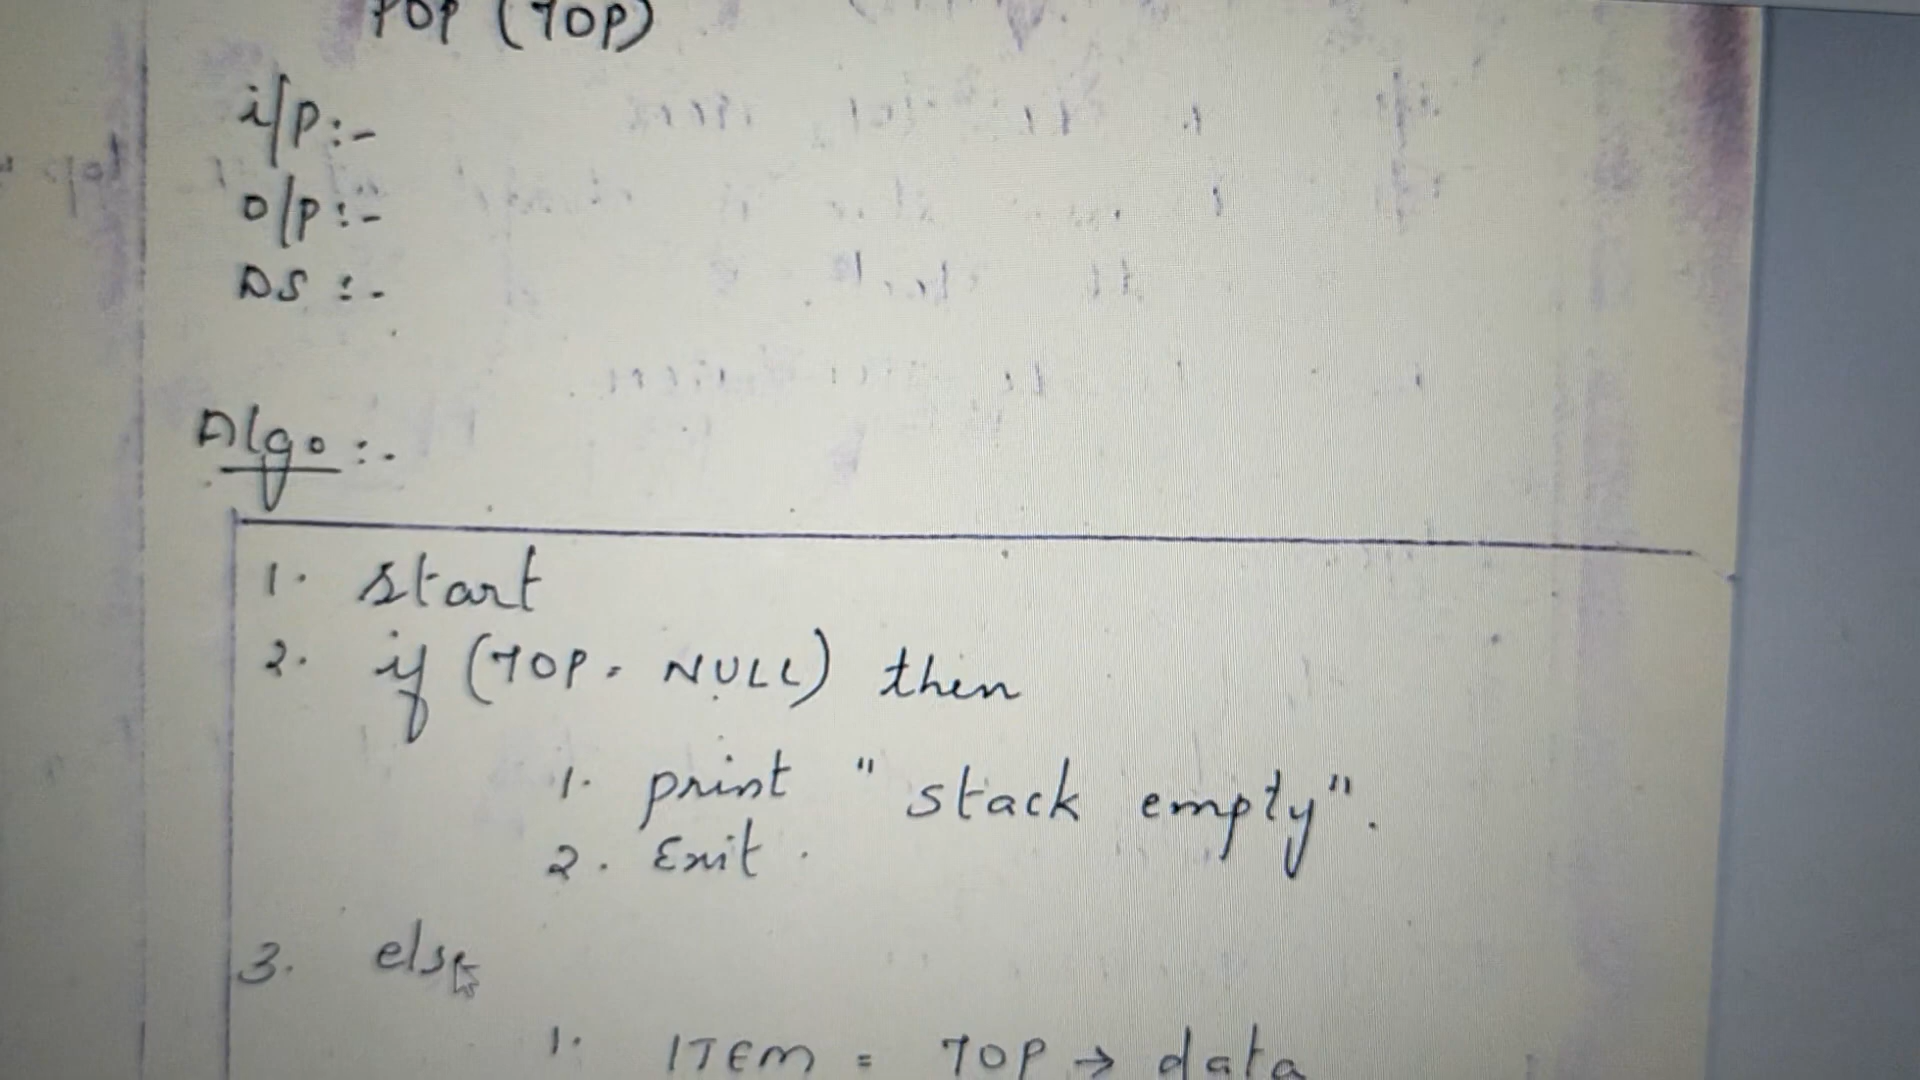 POP (TOP)
i/p:-
o/p:-
DS :-
Algo :-
1. start
2. if (TOP = NULL) then
1. print "stack empty".
2. Exit.
3. else
1. ITEM = TOP → data